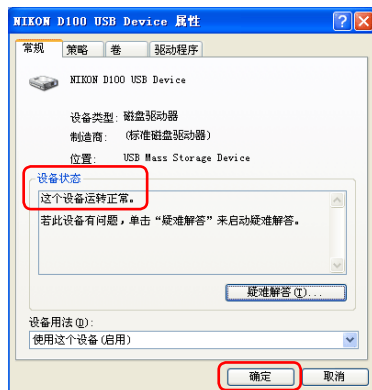 NIKON D100 USB Device 属性
常规 策略 卷 驱动程序
NIKON D100 USB Device
设备类型: 磁盘驱动器
制造商: (标准磁盘驱动器)
位置: USB Mass Storage Device
设备状态
这个设备运转正常。
若此设备有问题，单击“疑难解答”来启动疑难解答。
疑难解答(T)...
设备用法(D):
使用这个设备(启用)
确定 取消